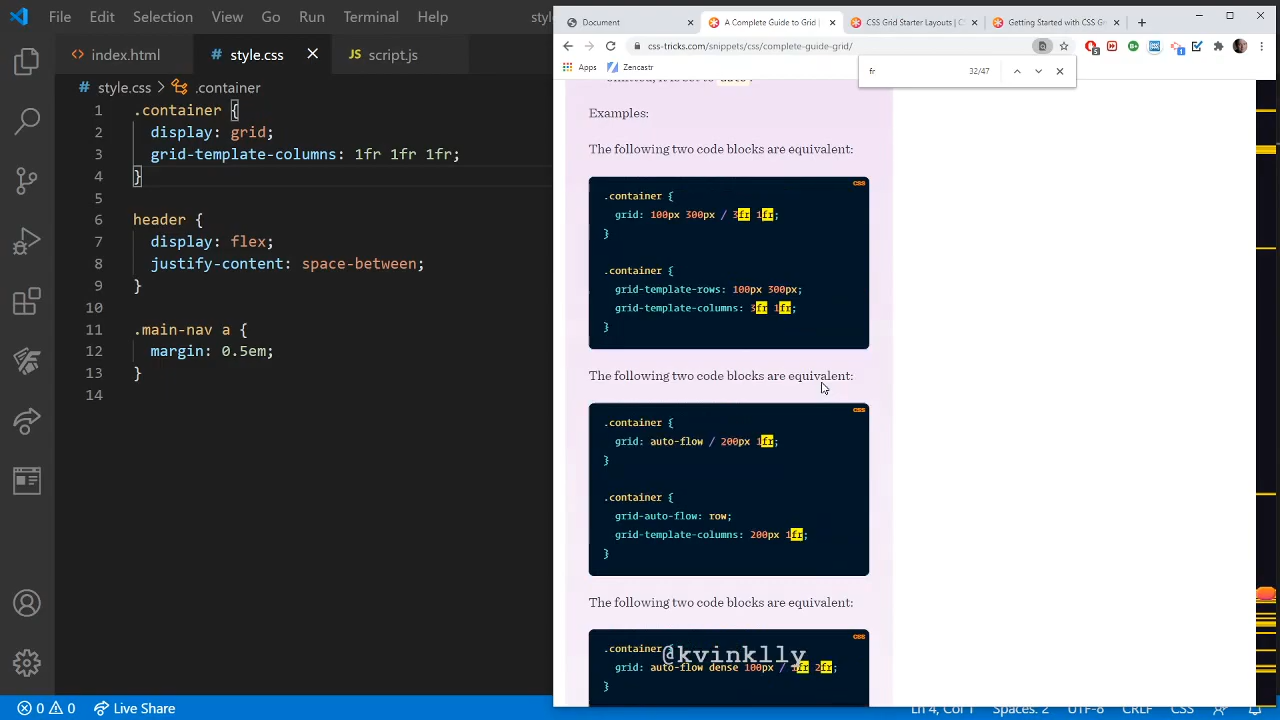 File Edit Selection View Go Run Terminal Help sty
index.html style.css script.js
style.css .container
1 .container {
2 display: grid;
3 grid-template-columns: 1fr 1fr 1fr;
4 }
5
6 header {
7 display: flex;
8 justify-content: space-between;
9 }
10
11 .main-nav a {
12 margin: 0.5em;
13 }
14
0 0 Live Share
Ln 4, Col 1 Spaces: 2 UTF-8 CRLF CSS
Document A Complete Guide to Grid | CSS Grid Starter Layouts | CS Getting Started with CSS Gr
css-tricks.com/snippets/css/complete-guide-grid/
Apps Zencastr
fr 32/47
Examples:
The following two code blocks are equivalent:
CSS
.container {
grid: 100px 300px / 3fr 1fr;
}
.container {
grid-template-rows: 100px 300px;
grid-template-columns: 3fr 1fr;
}
The following two code blocks are equivalent:
CSS
.container {
grid: auto-flow / 200px 1fr;
}
.container {
grid-auto-flow: row;
grid-template-columns: 200px 1fr;
}
The following two code blocks are equivalent:
CSS
.container {
grid: auto-flow dense 100px / 1fr 2fr;
}
@kvinklly